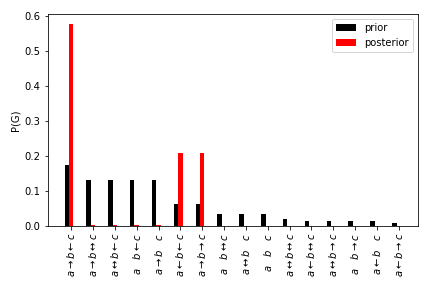 0.6
0.5
0.4
0.3
0.2
0.1
0.0
P(G)
prior
posterior
a→b←c
a→b↔c
a↔b←c
a b←c
a→b c
a←b←c
a→b→c
a b↔c
a↔b c
a b c
a↔b↔c
a←b↔c
a↔b→c
a b→c
a←b c
a←b→c